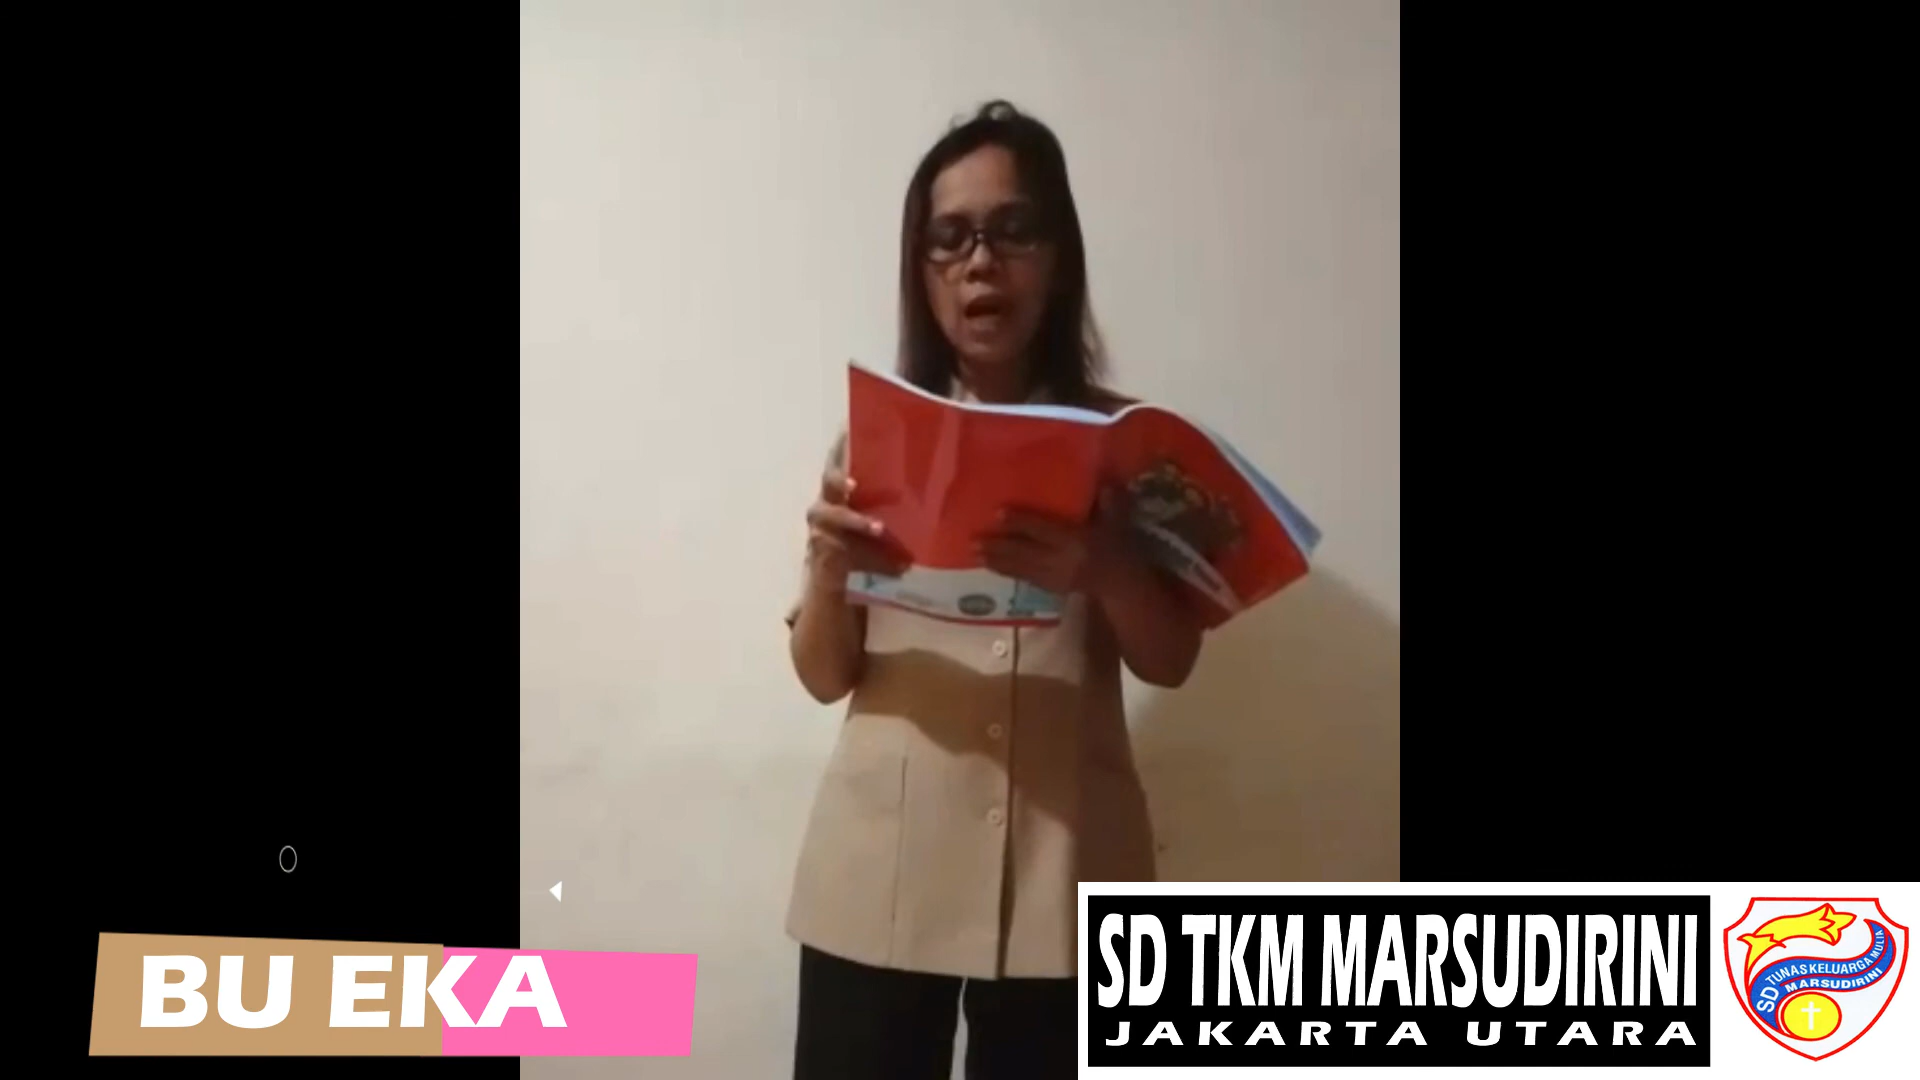 BU EKA
SD TKM MARSUDIRINI
JAKARTA UTARA
SD TUNAS KELUARGA MULIA
MARSUDIRINI